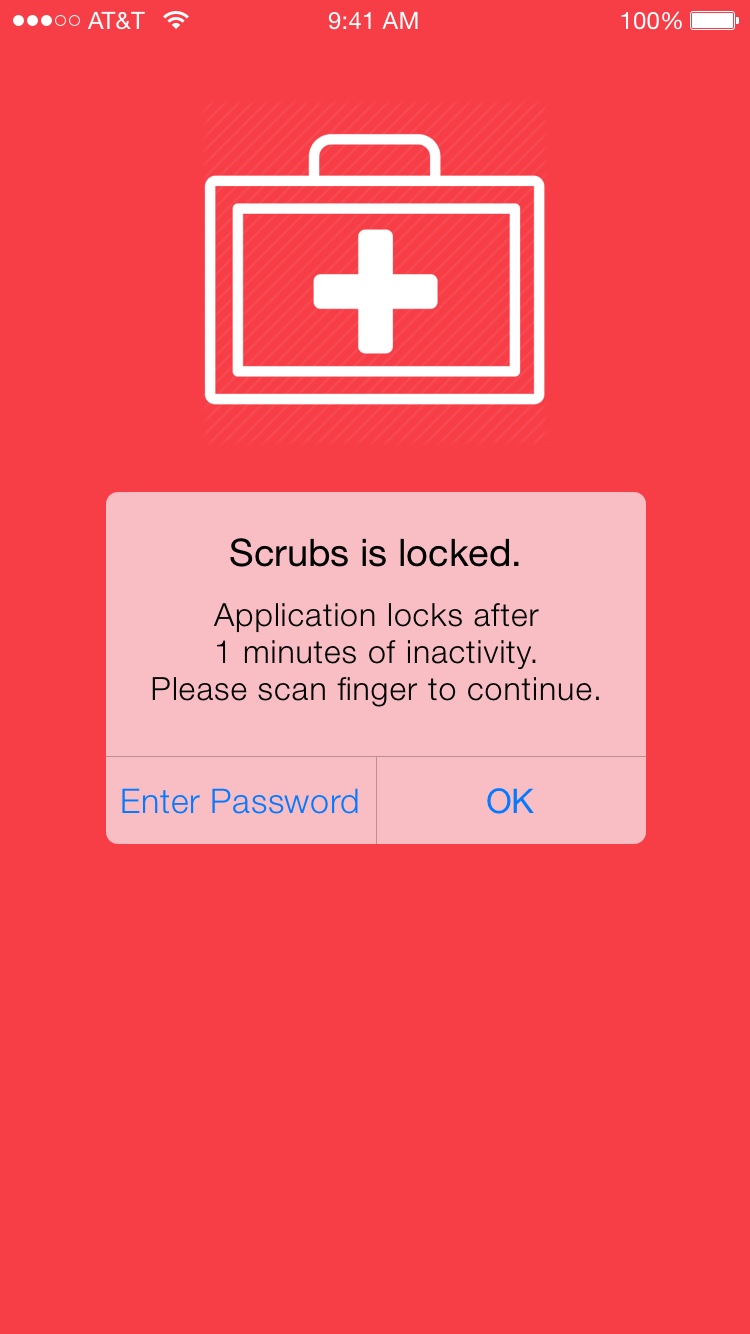 AT&T 9:41 AM 100%
Scrubs is locked.
Application locks after
1 minutes of inactivity.
Please scan finger to continue.
Enter Password OK